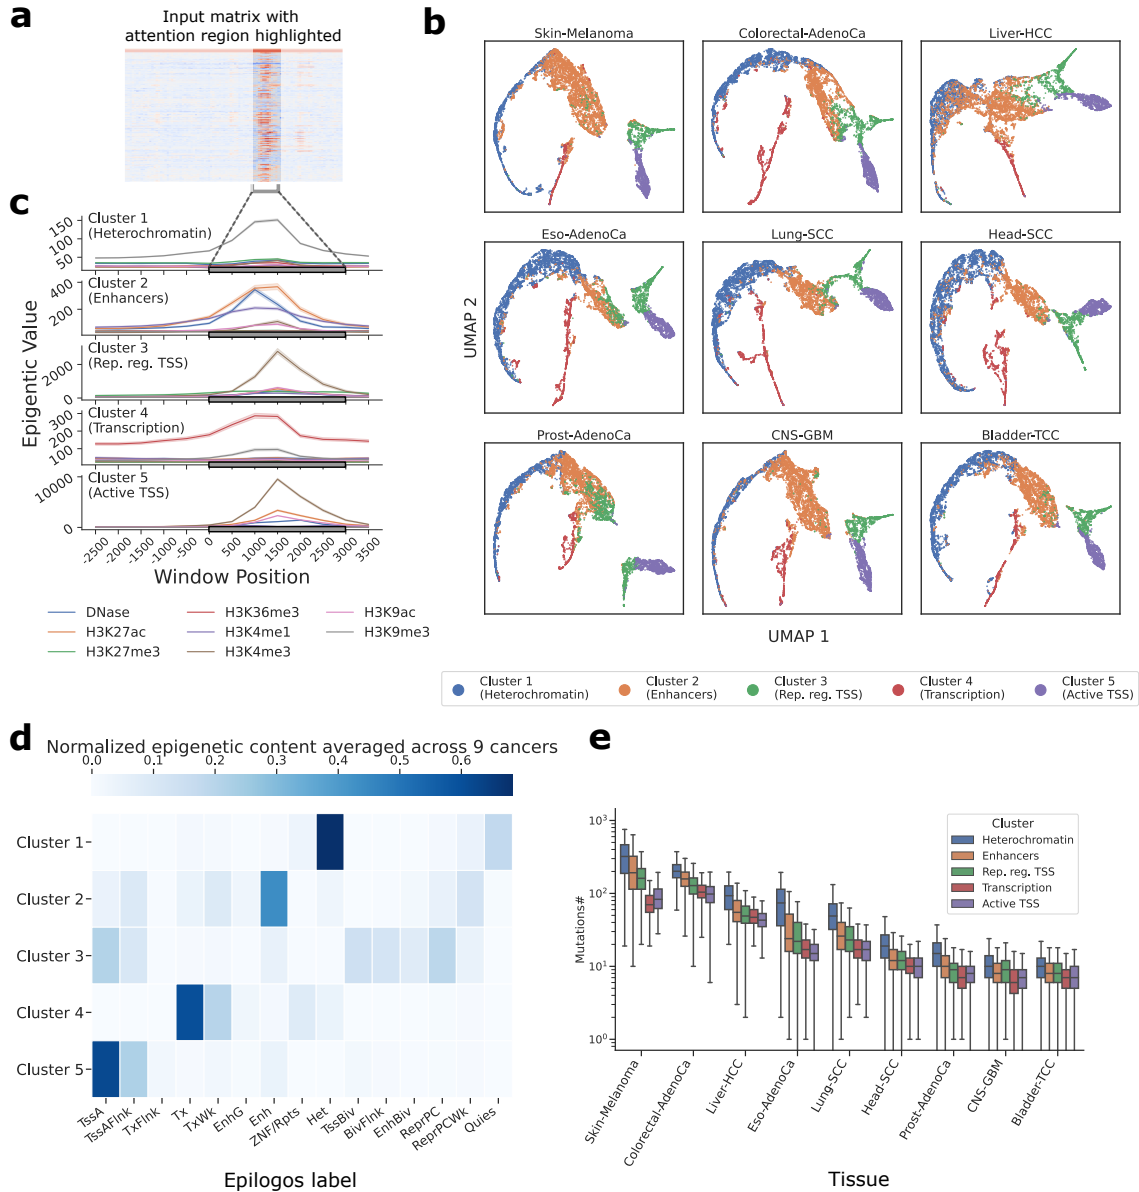 a
Input matrix with
attention region highlighted
b
Skin-Melanoma
Colorectal-AdenoCa
Liver-HCC
Eso-AdenoCa
Lung-SCC
Head-SCC
Prost-AdenoCa
CNS-GBM
Bladder-TCC
UMAP 2
UMAP 1
Cluster 1
(Heterochromatin)
Cluster 2
(Enhancers)
Cluster 3
(Rep. reg. TSS)
Cluster 4
(Transcription)
Cluster 5
(Active TSS)
c
Epigentic Value
150
100
50
Cluster 1
(Heterochromatin)
400
200
Cluster 2
(Enhancers)
2000
0
Cluster 3
(Rep. reg. TSS)
300
200
100
Cluster 4
(Transcription)
10000
0
Cluster 5
(Active TSS)
-2500
-2000
-1500
-1000
-500
0
500
1000
1500
2000
2500
3000
3500
Window Position
DNase
H3K27ac
H3K27me3
H3K36me3
H3K4me1
H3K4me3
H3K9ac
H3K9me3
d
Normalized epigenetic content averaged across 9 cancers
0.0 0.1 0.2 0.3 0.4 0.5 0.6
Cluster 1
Cluster 2
Cluster 3
Cluster 4
Cluster 5
TssA
TssAFlnk
TxFlnk
Tx
TxWk
EnhG
Enh
ZNF/Rpts
Het
TssBiv
BivFlnk
EnhBiv
ReprPC
ReprPCWk
Quies
Epilogos label
e
Mutations#
10³
10²
10¹
10⁰
Cluster
Heterochromatin
Enhancers
Rep. reg. TSS
Transcription
Active TSS
Skin-Melanoma
Colorectal-AdenoCa
Liver-HCC
Eso-AdenoCa
Lung-SCC
Head-SCC
Prost-AdenoCa
CNS-GBM
Bladder-TCC
Tissue